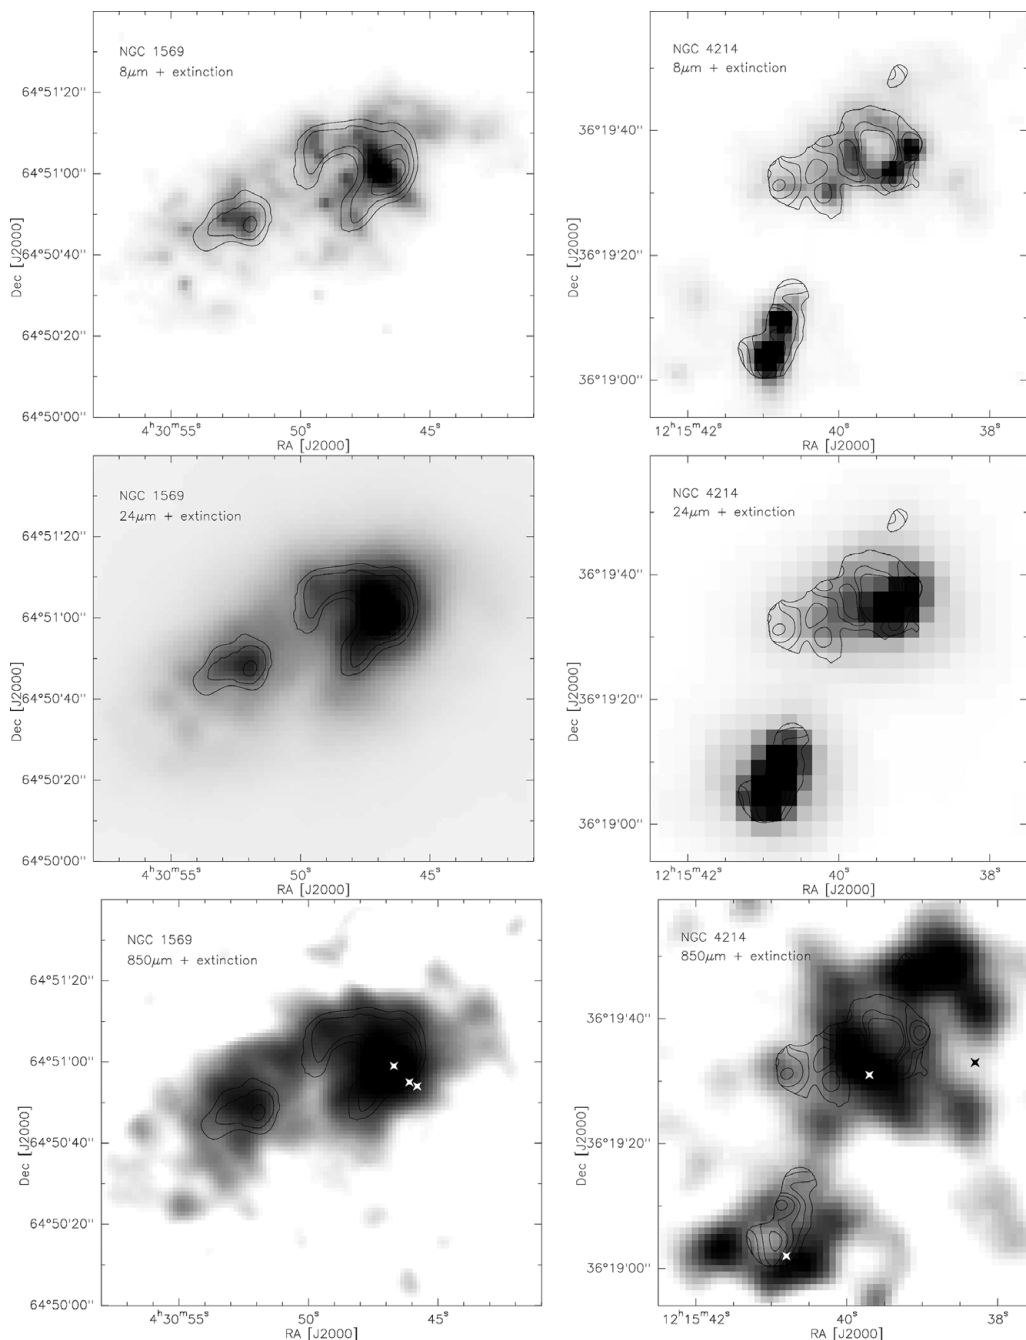 NGC 1569
8μm + extinction
64°51'20''
64°51'00''
64°50'40''
64°50'20''
64°50'00''
Dec [J2000]
4ʰ30ᵐ55ˢ
50ˢ
45ˢ
RA [J2000]
NGC 4214
8μm + extinction
36°19'40''
36°19'20''
36°19'00''
Dec [J2000]
12ʰ15ᵐ42ˢ
40ˢ
38ˢ
RA [J2000]
NGC 1569
24μm + extinction
64°51'20''
64°51'00''
64°50'40''
64°50'20''
64°50'00''
Dec [J2000]
4ʰ30ᵐ55ˢ
50ˢ
45ˢ
RA [J2000]
NGC 4214
24μm + extinction
36°19'40''
36°19'20''
36°19'00''
Dec [J2000]
12ʰ15ᵐ42ˢ
40ˢ
38ˢ
RA [J2000]
NGC 1569
850μm + extinction
64°51'20''
64°51'00''
64°50'40''
64°50'20''
64°50'00''
Dec [J2000]
4ʰ30ᵐ55ˢ
50ˢ
45ˢ
RA [J2000]
NGC 4214
850μm + extinction
36°19'40''
36°19'20''
36°19'00''
Dec [J2000]
12ʰ15ᵐ42ˢ
40ˢ
38ˢ
RA [J2000]